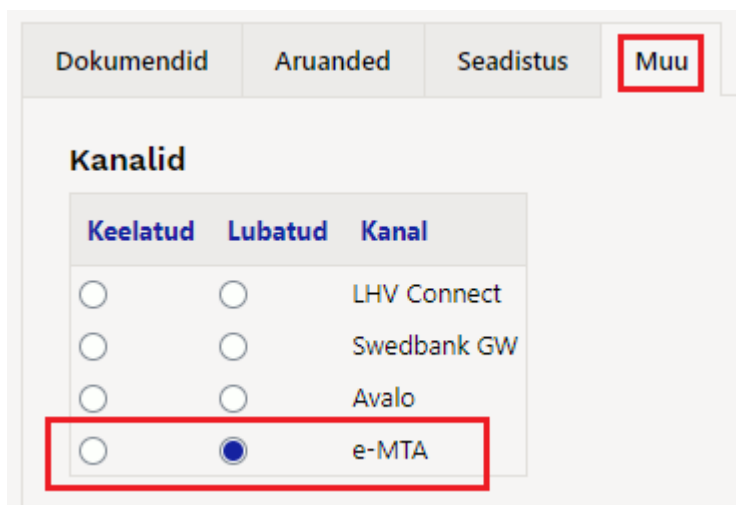 Dokumendid Aruanded Seadistus Muu
Kanalid
Keelatud Lubatud Kanal
LHV Connect
Swedbank GW
Avalo
e-MTA